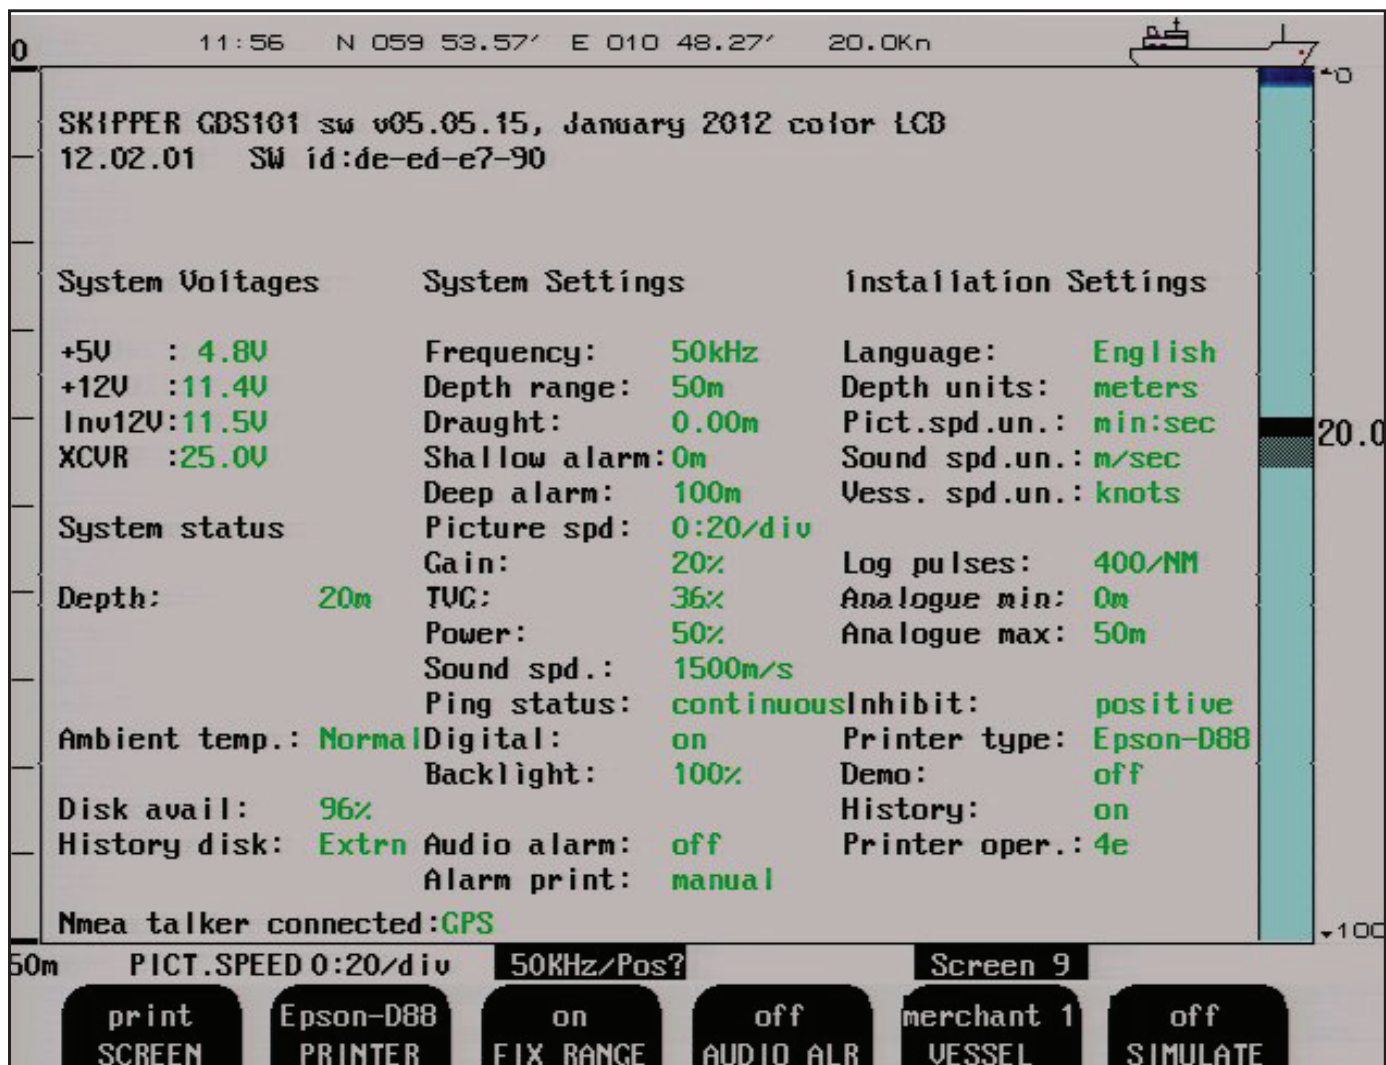 11:56 N 059 53.57′ E 010 48.27′ 20.0Kn
0
0
SKIPPER GDS101 sw v05.05.15, January 2012 color LCD
12.02.01 SW id:de-ed-e7-90
System Voltages System Settings Installation Settings
+5V : 4.8V Frequency: 50kHz Language: English
+12V :11.4V Depth range: 50m Depth units: meters
Inv12V:11.5V Draught: 0.00m Pict.spd.un.: min:sec
20.0
XCVR :25.0V Shallow alarm:0m Sound spd.un.: m/sec
Deep alarm: 100m Vess. spd.un.: knots
System status Picture spd: 0:20/div
Gain: 20% Log pulses: 400/NM
Depth: 20m TVG: 36% Analogue min: 0m
Power: 50% Analogue max: 50m
Sound spd.: 1500m/s
Ping status: continuous Inhibit: positive
Ambient temp.: Normal Digital: on Printer type: Epson-D88
Backlight: 100% Demo: off
Disk avail: 96% History: on
History disk: Extrn Audio alarm: off Printer oper.: 4e
Alarm print: manual
Nmea talker connected:GPS
100
50m PICT.SPEED 0:20/div 50KHz/Pos? Screen 9
print Epson-D88 on off merchant 1 off
SCREEN PRINTER FIX RANGE AUDIO ALR VESSEL SIMULATE